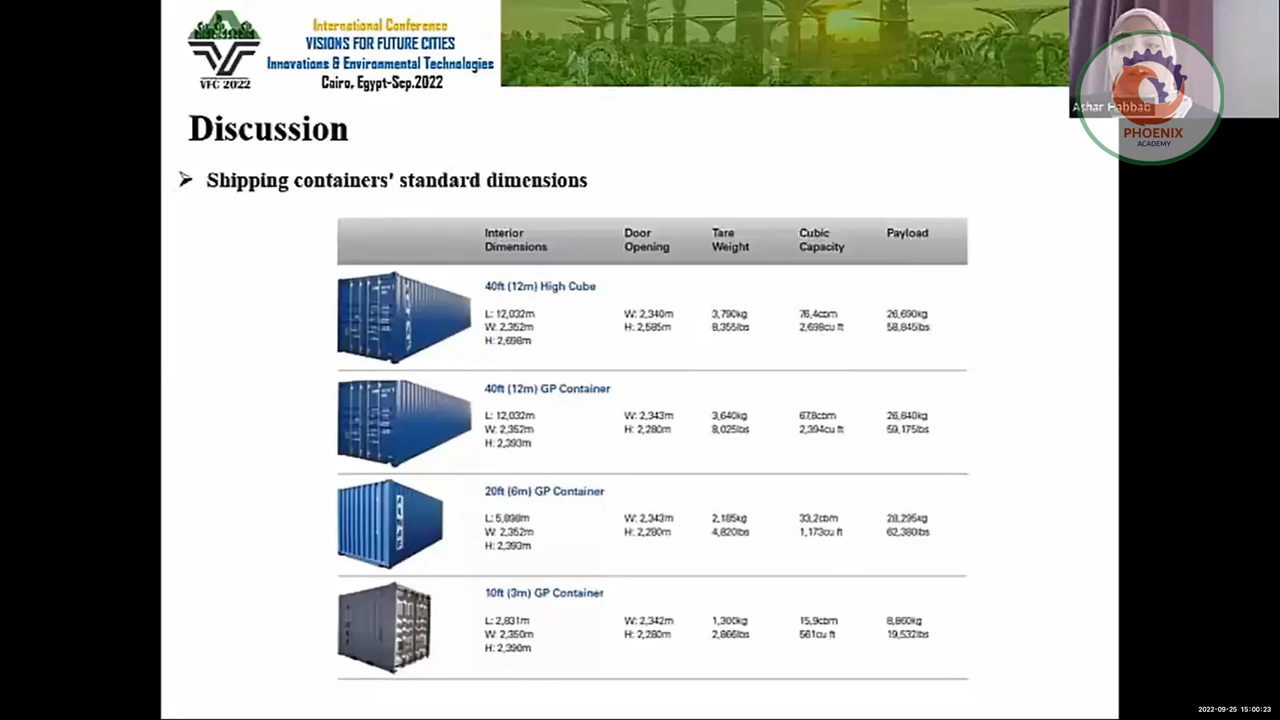 VFC 2022
International Conference
VISIONS FOR FUTURE CITIES
Innovations & Environmental Technologies
Cairo, Egypt-Sep.2022
Ashar Habbab
PHOENIX
ACADEMY
Discussion
➢ Shipping containers' standard dimensions
Interior Dimensions Door Opening Tare Weight Cubic Capacity Payload
40ft (12m) High Cube
L: 12,032m W: 2,340m 3,790kg 76,4cbm 26,690kg
W: 2,352m H: 2,585m 8,355lbs 2,698cu ft 58,845lbs
H: 2,698m
40ft (12m) GP Container
L: 12,032m W: 2,343m 3,640kg 67,8cbm 26,840kg
W: 2,352m H: 2,280m 8,025lbs 2,394cu ft 59,175lbs
H: 2,393m
20ft (6m) GP Container
L: 5,898m W: 2,343m 2,185kg 33,2cbm 28,295kg
W: 2,352m H: 2,280m 4,820lbs 1,173cu ft 62,380lbs
H: 2,393m
10ft (3m) GP Container
L: 2,831m W: 2,342m 1,300kg 15,9cbm 8,860kg
W: 2,350m H: 2,280m 2,866lbs 561cu ft 19,532lbs
H: 2,390m
2022-09-25 15:00:23